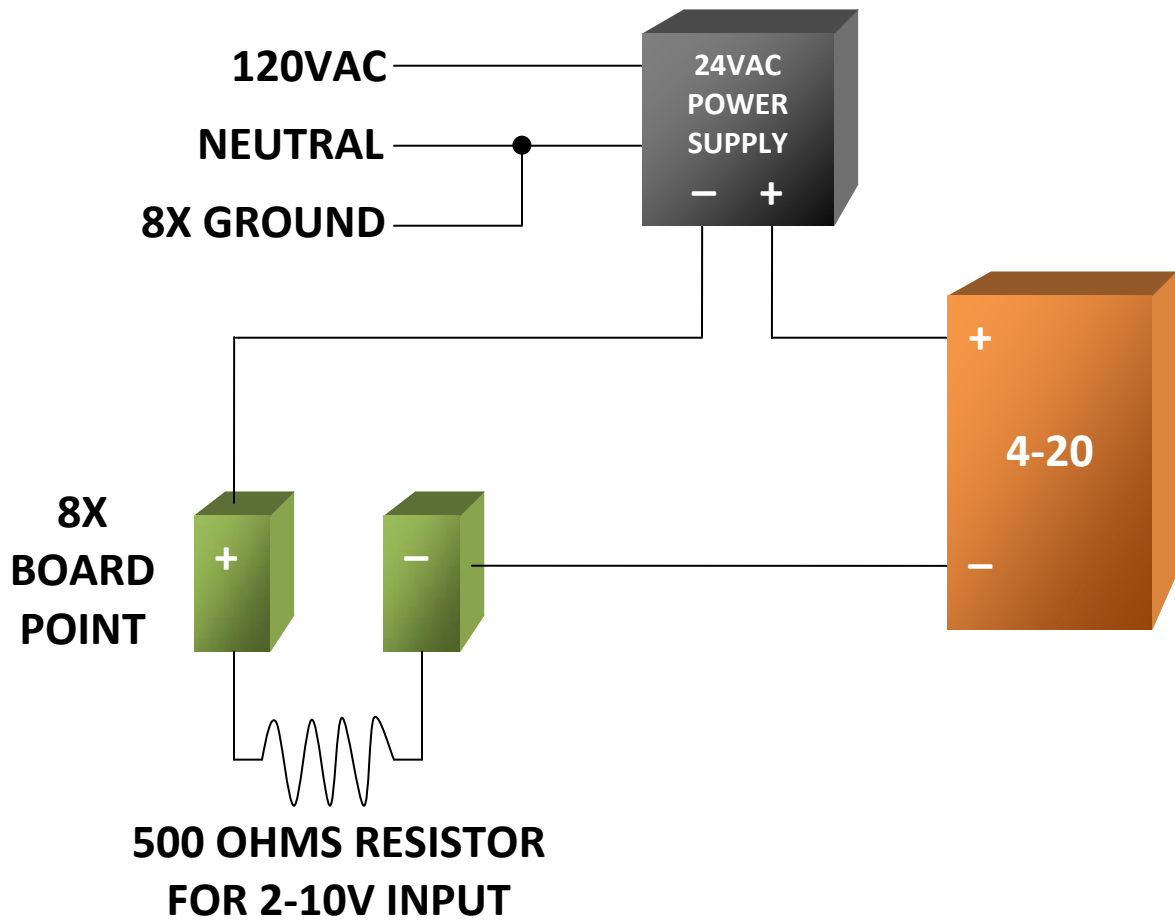 120VAC
NEUTRAL
8X GROUND
24VAC
POWER
SUPPLY
− +
+
4-20
−
8X
BOARD
POINT
+
−
500 OHMS RESISTOR
FOR 2-10V INPUT